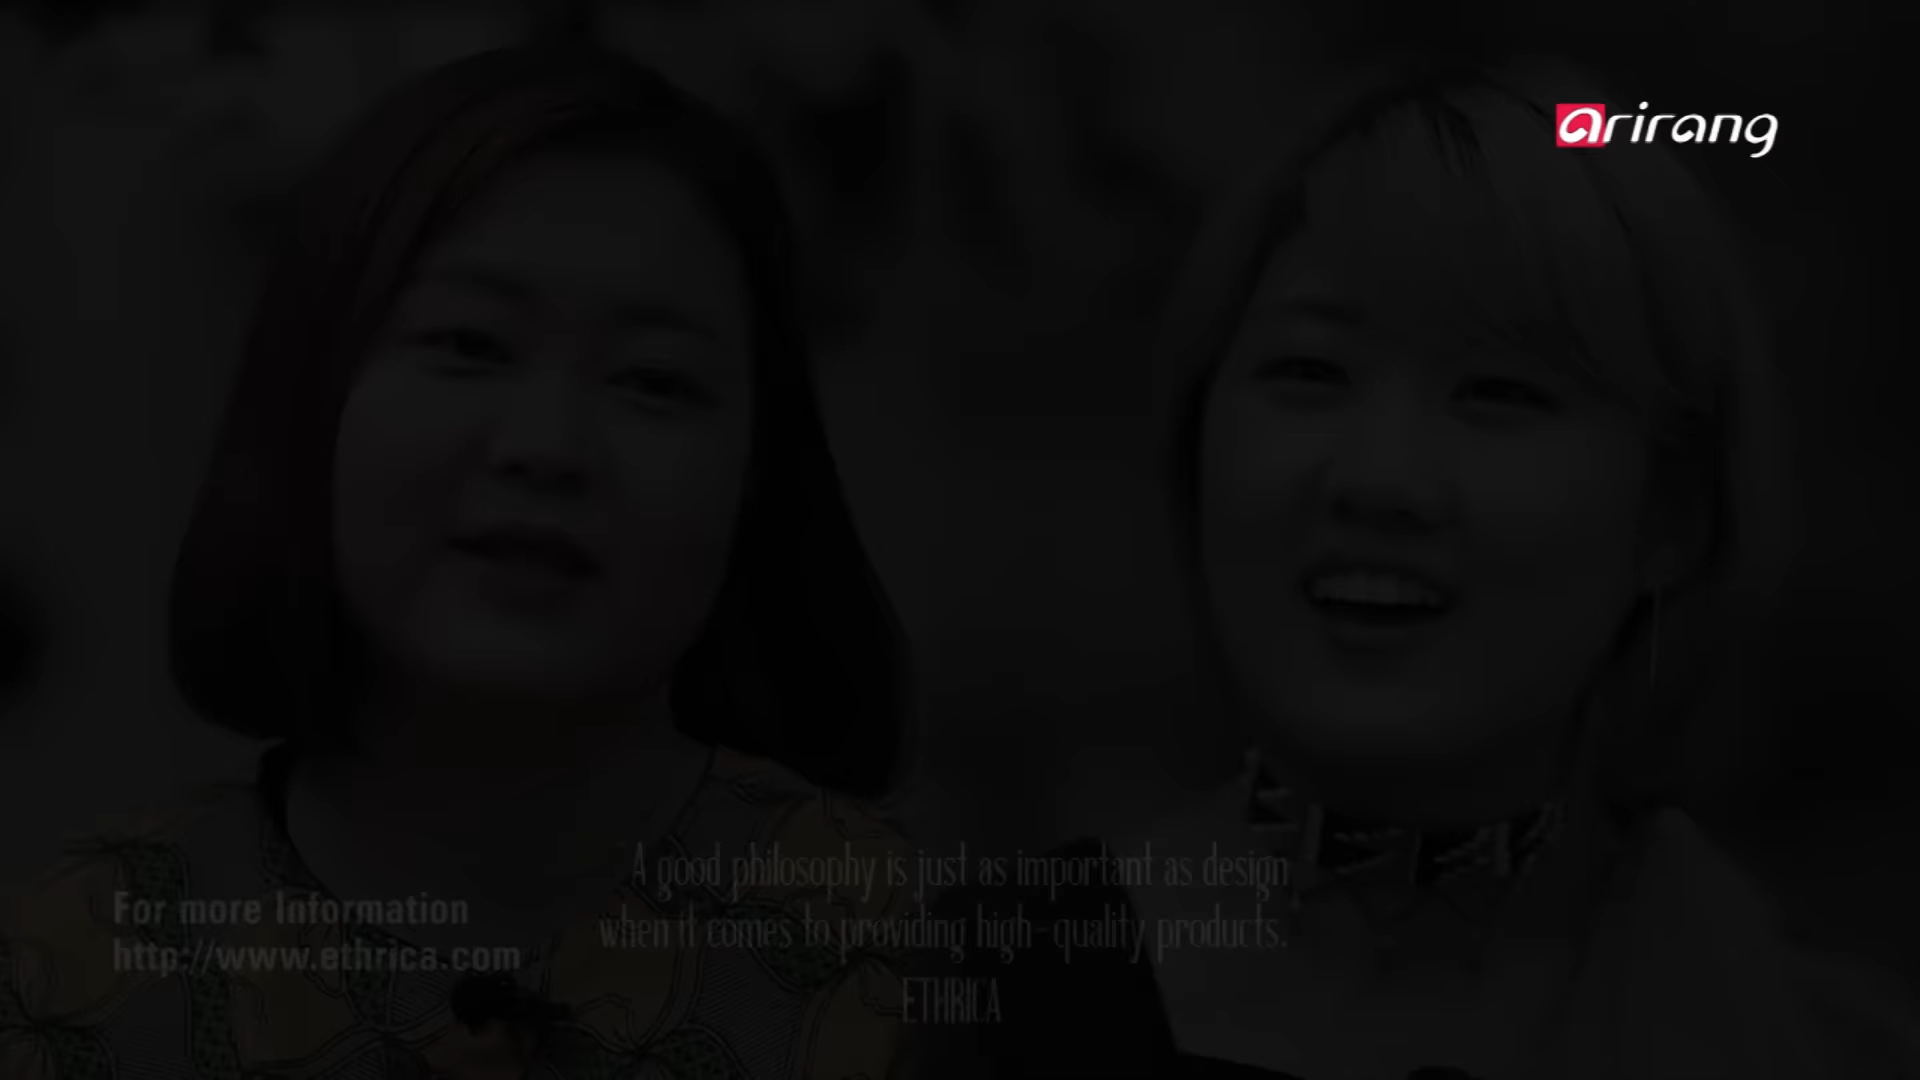 arirang
A good philosophy is just as important as design
when it comes to providing high-quality products.
ETHRICA
For more Information
http://www.ethrica.com